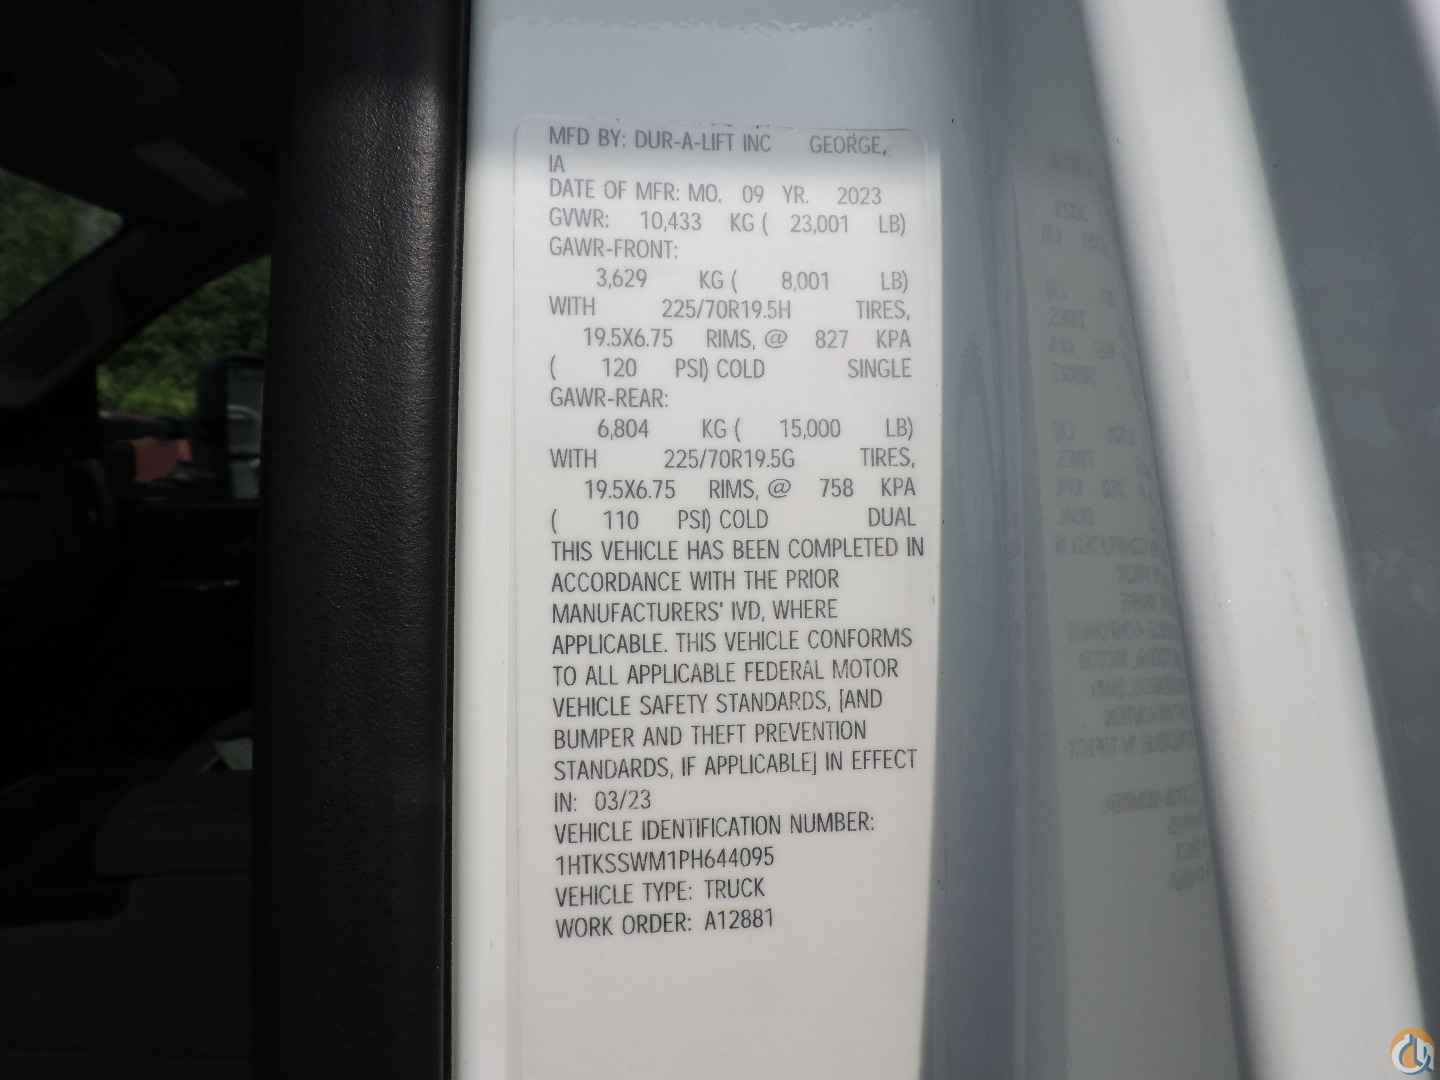 MFD BY: DUR-A-LIFT INC GEORGE,
IA
DATE OF MFR: MO. 09 YR. 2023
GVWR: 10,433 KG ( 23,001 LB)
GAWR-FRONT:
3,629 KG ( 8,001 LB)
WITH 225/70R19.5H TIRES,
19.5X6.75 RIMS, @ 827 KPA
( 120 PSI) COLD SINGLE
GAWR-REAR:
6,804 KG ( 15,000 LB)
WITH 225/70R19.5G TIRES,
19.5X6.75 RIMS, @ 758 KPA
( 110 PSI) COLD DUAL
THIS VEHICLE HAS BEEN COMPLETED IN
ACCORDANCE WITH THE PRIOR
MANUFACTURERS' IVD, WHERE
APPLICABLE. THIS VEHICLE CONFORMS
TO ALL APPLICABLE FEDERAL MOTOR
VEHICLE SAFETY STANDARDS, [AND
BUMPER AND THEFT PREVENTION
STANDARDS, IF APPLICABLE] IN EFFECT
IN: 03/23
VEHICLE IDENTIFICATION NUMBER:
1HTKSSWM1PH644095
VEHICLE TYPE: TRUCK
WORK ORDER: A12881